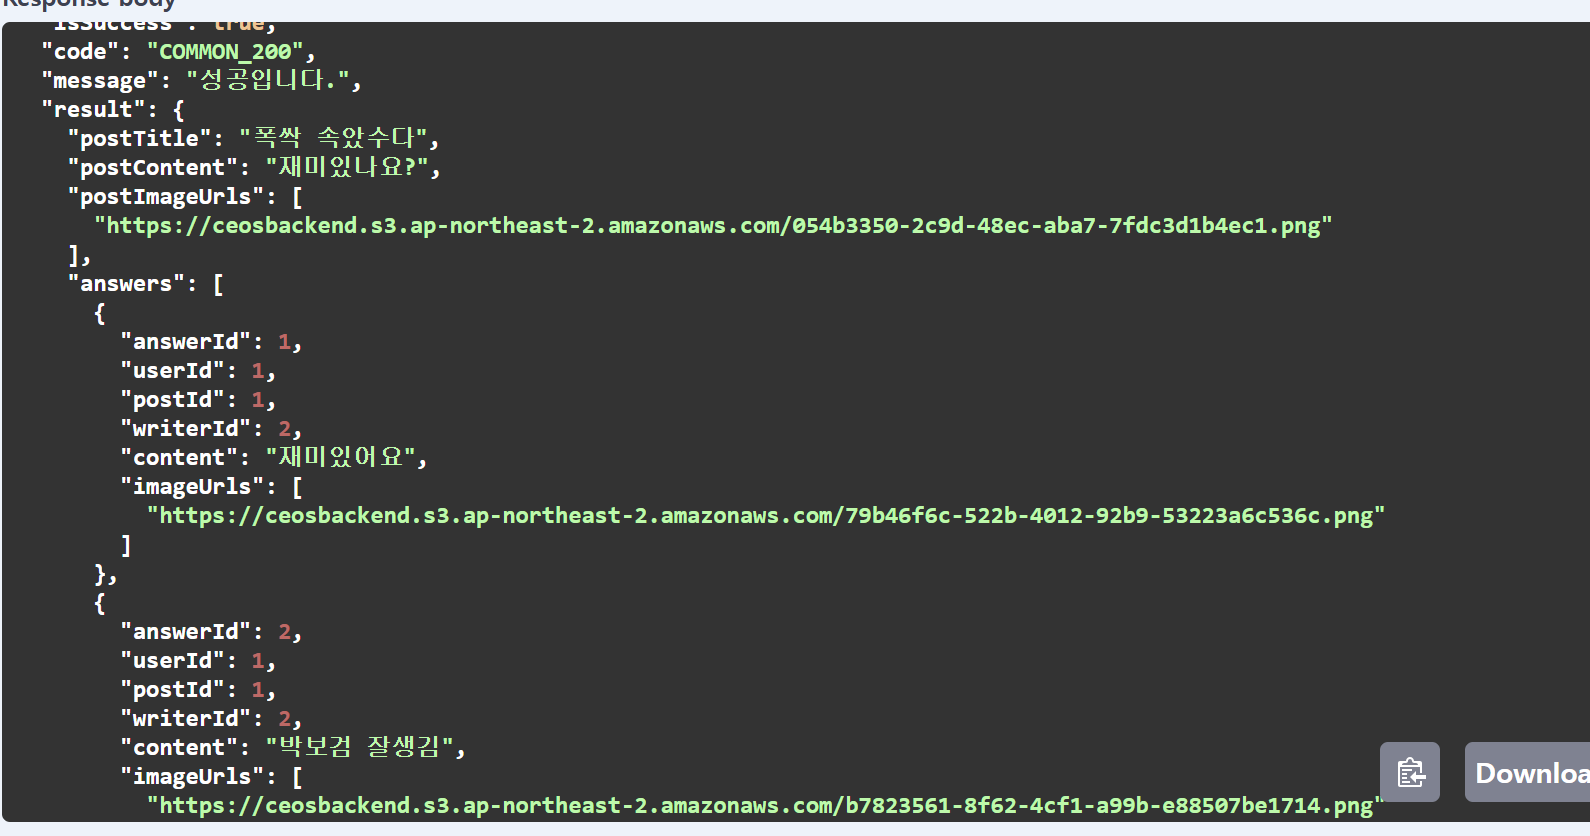 Response body
"isSuccess": true,
"code": "COMMON_200",
"message": "성공입니다.",
"result": {
"postTitle": "폭싹 속았수다",
"postContent": "재미있나요?",
"postImageUrls": [
"https://ceosbackend.s3.ap-northeast-2.amazonaws.com/054b3350-2c9d-48ec-aba7-7fdc3d1b4ec1.png"
],
"answers": [
{
"answerId": 1,
"userId": 1,
"postId": 1,
"writerId": 2,
"content": "재미있어요",
"imageUrls": [
"https://ceosbackend.s3.ap-northeast-2.amazonaws.com/79b46f6c-522b-4012-92b9-53223a6c536c.png"
]
},
{
"answerId": 2,
"userId": 1,
"postId": 1,
"writerId": 2,
"content": "박보검 잘생김",
"imageUrls": [
"https://ceosbackend.s3.ap-northeast-2.amazonaws.com/b7823561-8f62-4cf1-a99b-e88507be1714.png"
Downloa